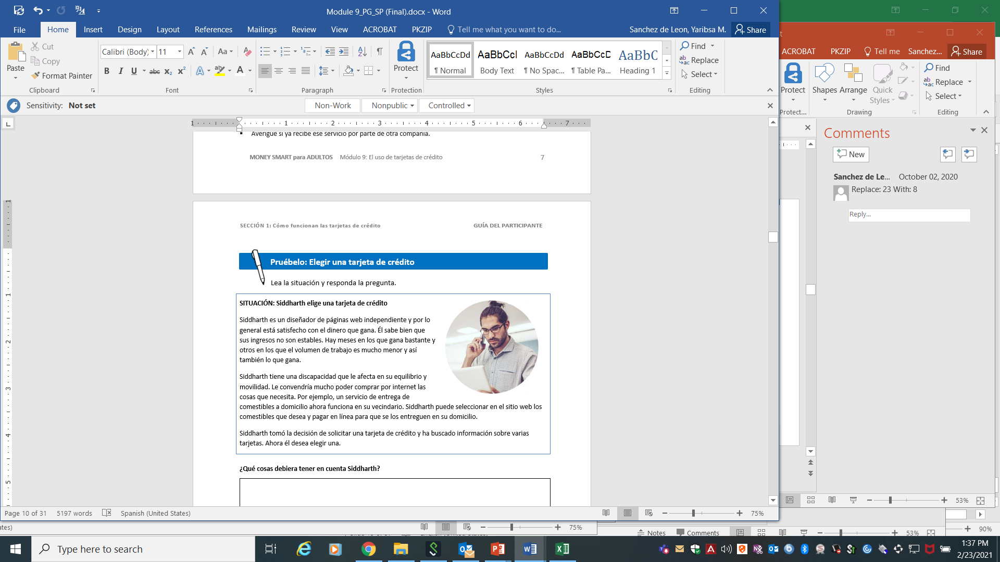 Module 9_PG_SP (Final).docx - Word
File Home Insert Design Layout References Mailings Review View ACROBAT PKZIP Tell me what you want to do... Sanchez de Leon, Yaribsa M. Share
Cut
Copy
Format Painter
Paste
Clipboard
Calibri (Body) 11
Font
Paragraph
Protect
Protection
AaBbCcDd AaBbCcI AaBbCcDd AaBbCcD AaBbC
¶ Normal Body Text ¶ No Spac... ¶ Table Pa... Heading 1
Styles
Find
Replace
Select
Editing
ACROBAT PKZIP Tell me Sanchez... Share
Protect Shapes Arrange Quick Styles
Find
Replace
Select
Protect... Drawing Editing
Sensitivity: Not set Non-Work Nonpublic Controlled
1 1 2 3 4 5 6 7
Averigüe si ya recibe ese servicio por parte de otra compañía.
MONEY SMART para ADULTOS Módulo 9: El uso de tarjetas de crédito 7
SECCIÓN 1: Cómo funcionan las tarjetas de crédito GUÍA DEL PARTICIPANTE
Pruébelo: Elegir una tarjeta de crédito
Lea la situación y responda la pregunta.
SITUACIÓN: Siddharth elige una tarjeta de crédito
Siddharth es un diseñador de páginas web independiente y por lo
general está satisfecho con el dinero que gana. Él sabe bien que
sus ingresos no son estables. Hay meses en los que gana bastante y
otros en los que el volumen de trabajo es mucho menor y así
también lo que gana.
Siddharth tiene una discapacidad que le afecta en su equilibrio y
movilidad. Le convendría mucho poder comprar por internet las
cosas que necesita. Por ejemplo, un servicio de entrega de
comestibles a domicilio ahora funciona en su vecindario. Siddharth puede seleccionar en el sitio web los
comestibles que desea y pagar en línea para que se los entreguen en su domicilio.
Siddharth tomó la decisión de solicitar una tarjeta de crédito y ha buscado información sobre varias
tarjetas. Ahora él desea elegir una.
¿Qué cosas debiera tener en cuenta Siddharth?
Comments
New
Sanchez de Le... October 02, 2020
Replace: 23 With: 8
Reply...
53%
Page 10 of 31 5197 words Spanish (United States) 75%
75%
90%
Notes Comments 53%
Type here to search
1:37 PM
2/23/2021